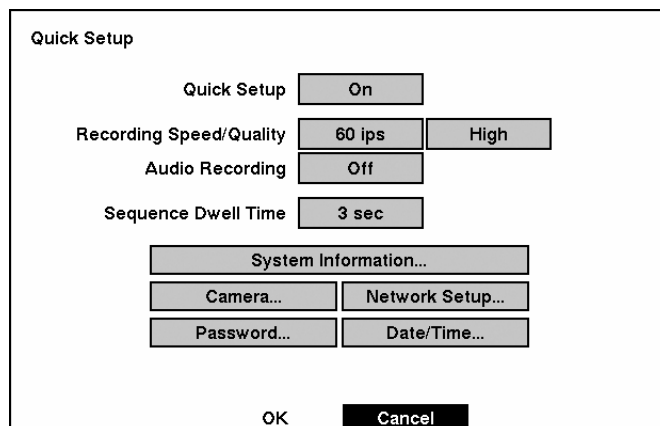 Quick Setup
Quick Setup On
Recording Speed/Quality 60 ips High
Audio Recording Off
Sequence Dwell Time 3 sec
System Information...
Camera... Network Setup...
Password... Date/Time...
OK Cancel